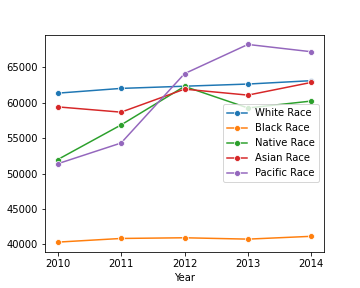 65000
60000
55000
50000
45000
40000
2010 2011 2012 2013 2014
Year
White Race
Black Race
Native Race
Asian Race
Pacific Race